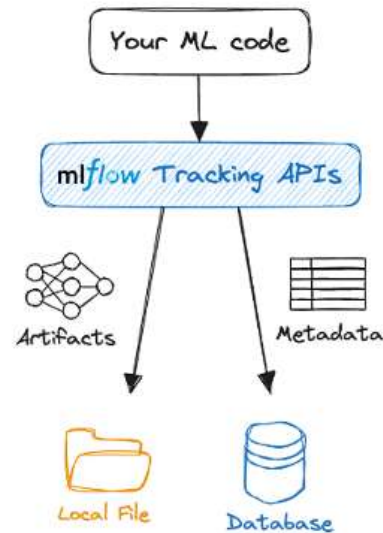 Your ML code
mlflow Tracking APIs
Artifacts
Metadata
Local File
Database